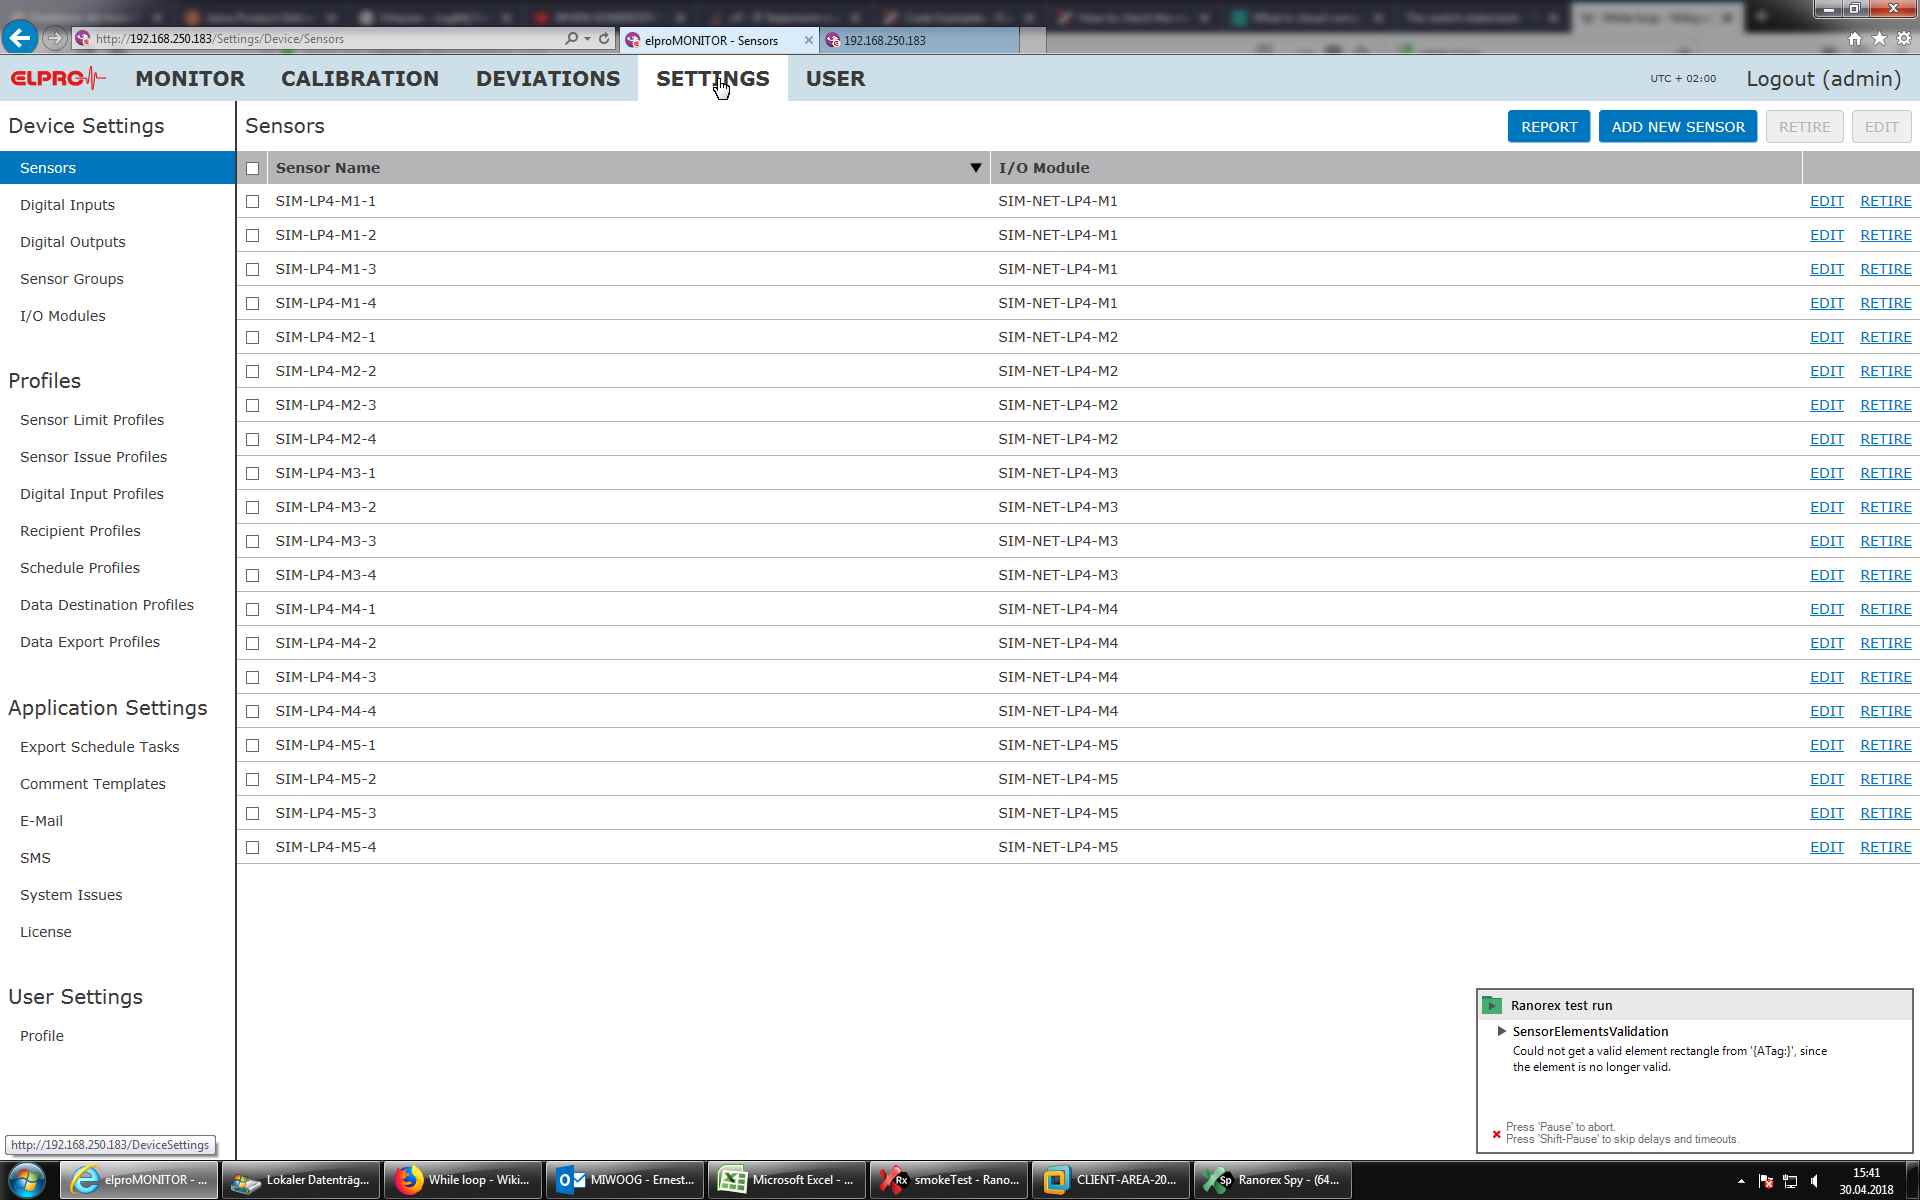 http://192.168.250.183/Settings/Device/Sensors
elproMONITOR - Sensors
192.168.250.183
ELPRO
MONITOR
CALIBRATION
DEVIATIONS
SETTINGS
USER
UTC + 02:00
Logout (admin)
Device Settings
Sensors
Digital Inputs
Digital Outputs
Sensor Groups
I/O Modules
Profiles
Sensor Limit Profiles
Sensor Issue Profiles
Digital Input Profiles
Recipient Profiles
Schedule Profiles
Data Destination Profiles
Data Export Profiles
Application Settings
Export Schedule Tasks
Comment Templates
E-Mail
SMS
System Issues
License
User Settings
Profile
Sensors
REPORT
ADD NEW SENSOR
RETIRE
EDIT
Sensor Name I/O Module
SIM-LP4-M1-1 SIM-NET-LP4-M1 EDIT RETIRE
SIM-LP4-M1-2 SIM-NET-LP4-M1 EDIT RETIRE
SIM-LP4-M1-3 SIM-NET-LP4-M1 EDIT RETIRE
SIM-LP4-M1-4 SIM-NET-LP4-M1 EDIT RETIRE
SIM-LP4-M2-1 SIM-NET-LP4-M2 EDIT RETIRE
SIM-LP4-M2-2 SIM-NET-LP4-M2 EDIT RETIRE
SIM-LP4-M2-3 SIM-NET-LP4-M2 EDIT RETIRE
SIM-LP4-M2-4 SIM-NET-LP4-M2 EDIT RETIRE
SIM-LP4-M3-1 SIM-NET-LP4-M3 EDIT RETIRE
SIM-LP4-M3-2 SIM-NET-LP4-M3 EDIT RETIRE
SIM-LP4-M3-3 SIM-NET-LP4-M3 EDIT RETIRE
SIM-LP4-M3-4 SIM-NET-LP4-M3 EDIT RETIRE
SIM-LP4-M4-1 SIM-NET-LP4-M4 EDIT RETIRE
SIM-LP4-M4-2 SIM-NET-LP4-M4 EDIT RETIRE
SIM-LP4-M4-3 SIM-NET-LP4-M4 EDIT RETIRE
SIM-LP4-M4-4 SIM-NET-LP4-M4 EDIT RETIRE
SIM-LP4-M5-1 SIM-NET-LP4-M5 EDIT RETIRE
SIM-LP4-M5-2 SIM-NET-LP4-M5 EDIT RETIRE
SIM-LP4-M5-3 SIM-NET-LP4-M5 EDIT RETIRE
SIM-LP4-M5-4 SIM-NET-LP4-M5 EDIT RETIRE
Ranorex test run
SensorElementsValidation
Could not get a valid element rectangle from '{ATag:}', since
the element is no longer valid.
Press 'Pause' to abort.
Press 'Shift-Pause' to skip delays and timeouts.
http://192.168.250.183/DeviceSettings
elproMONITOR - ...
Lokaler Datenträg...
While loop - Wiki...
MIWOOG - Ernest...
Microsoft Excel - ...
Rx smokeTest - Rano...
CLIENT-AREA-20...
Sp Ranorex Spy - (64...
15:41
30.04.2018